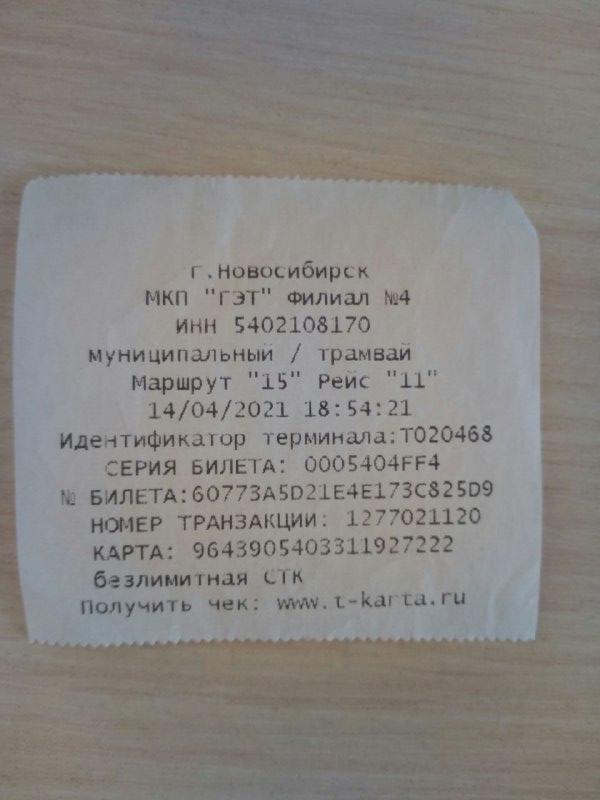 г.Новосибирск
МКП "ГЭТ" Филиал №4
ИНН 5402108170
муниципальный / трамвай
Маршрут "15" Рейс "11"
14/04/2021 18:54:21
Идентификатор терминала:T020468
СЕРИЯ БИЛЕТА: 0005404FF4
№ БИЛЕТА:60773A5D21E4E173C825D9
НОМЕР ТРАНЗАКЦИИ: 1277021120
КАРТА: 9643905403311927222
безлимитная СТК
Получить чек: www.t-karta.ru